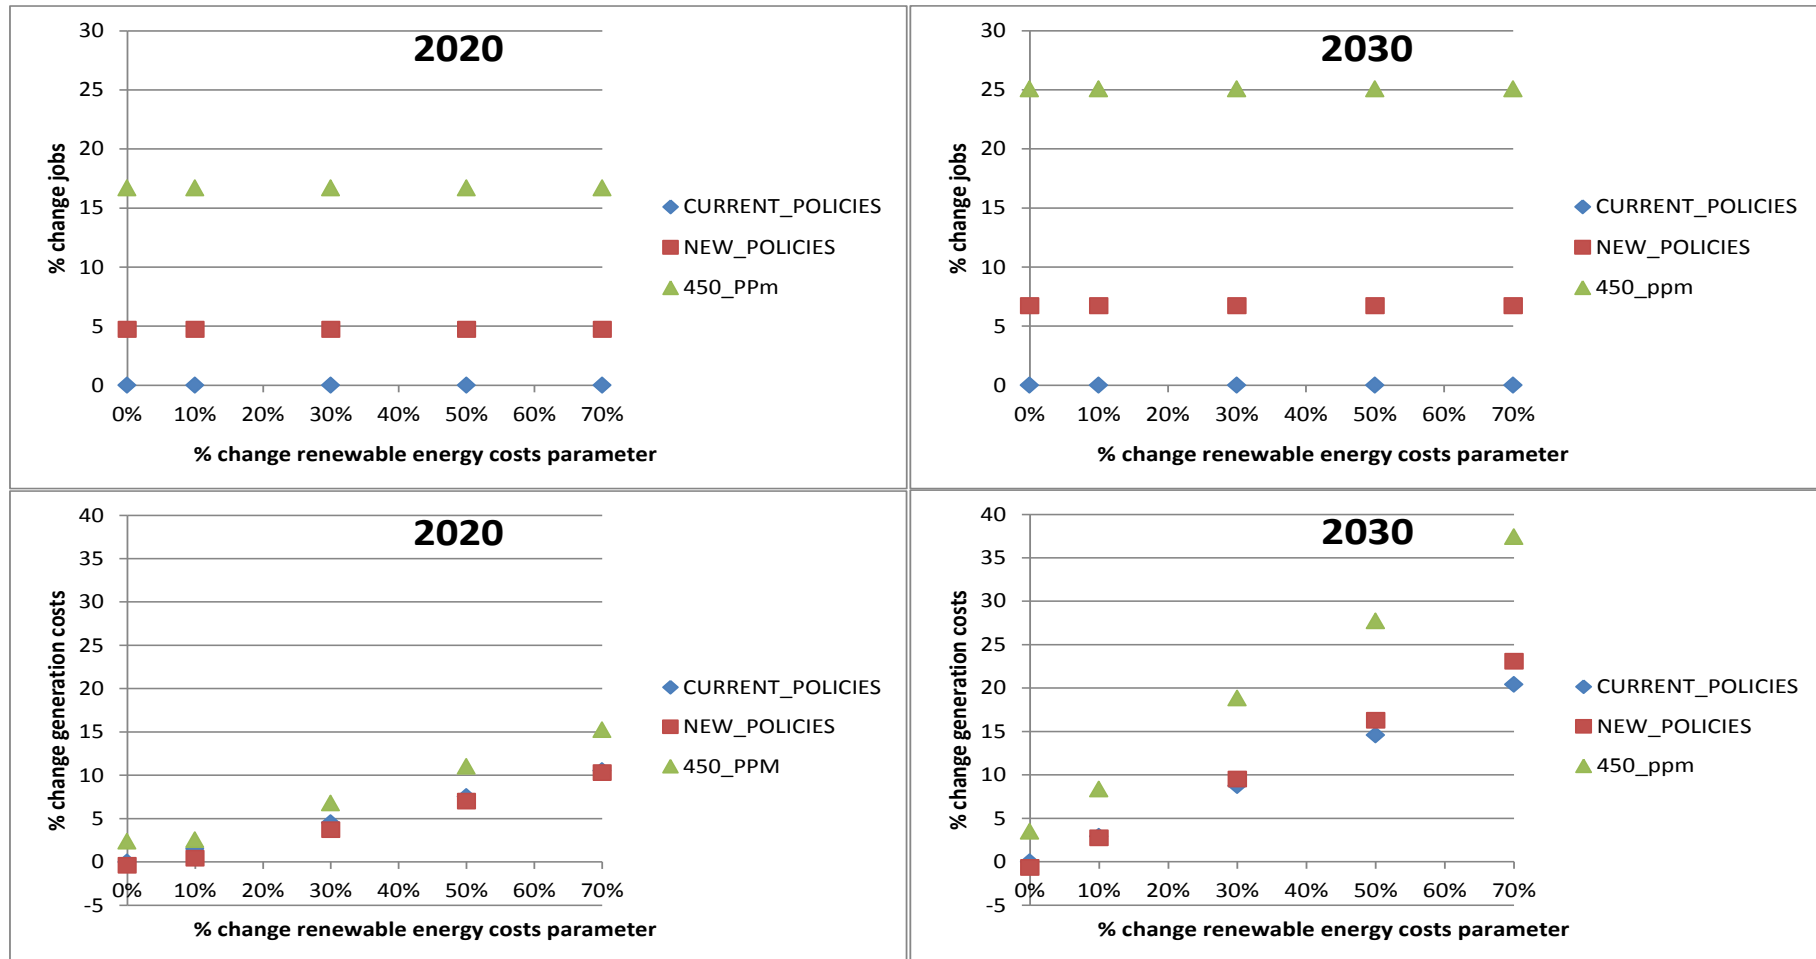 2020
30
25
20
15
10
5
0
% change jobs
0% 10% 20% 30% 40% 50% 60% 70%
% change renewable energy costs parameter
CURRENT_POLICIES
NEW_POLICIES
450_PPm
2030
30
25
20
15
10
5
0
% change jobs
0% 10% 20% 30% 40% 50% 60% 70%
% change renewable energy costs parameter
CURRENT_POLICIES
NEW_POLICIES
450_ppm
2020
40
35
30
25
20
15
10
5
0
-5
% change generation costs
0% 10% 20% 30% 40% 50% 60% 70%
% change renewable energy costs parameter
CURRENT_POLICIES
NEW_POLICIES
450_PPM
2030
40
35
30
25
20
15
10
5
0
-5
% change generation costs
0% 10% 20% 30% 40% 50% 60% 70%
% change renewable energy costs parameter
CURRENT_POLICIES
NEW_POLICIES
450_ppm